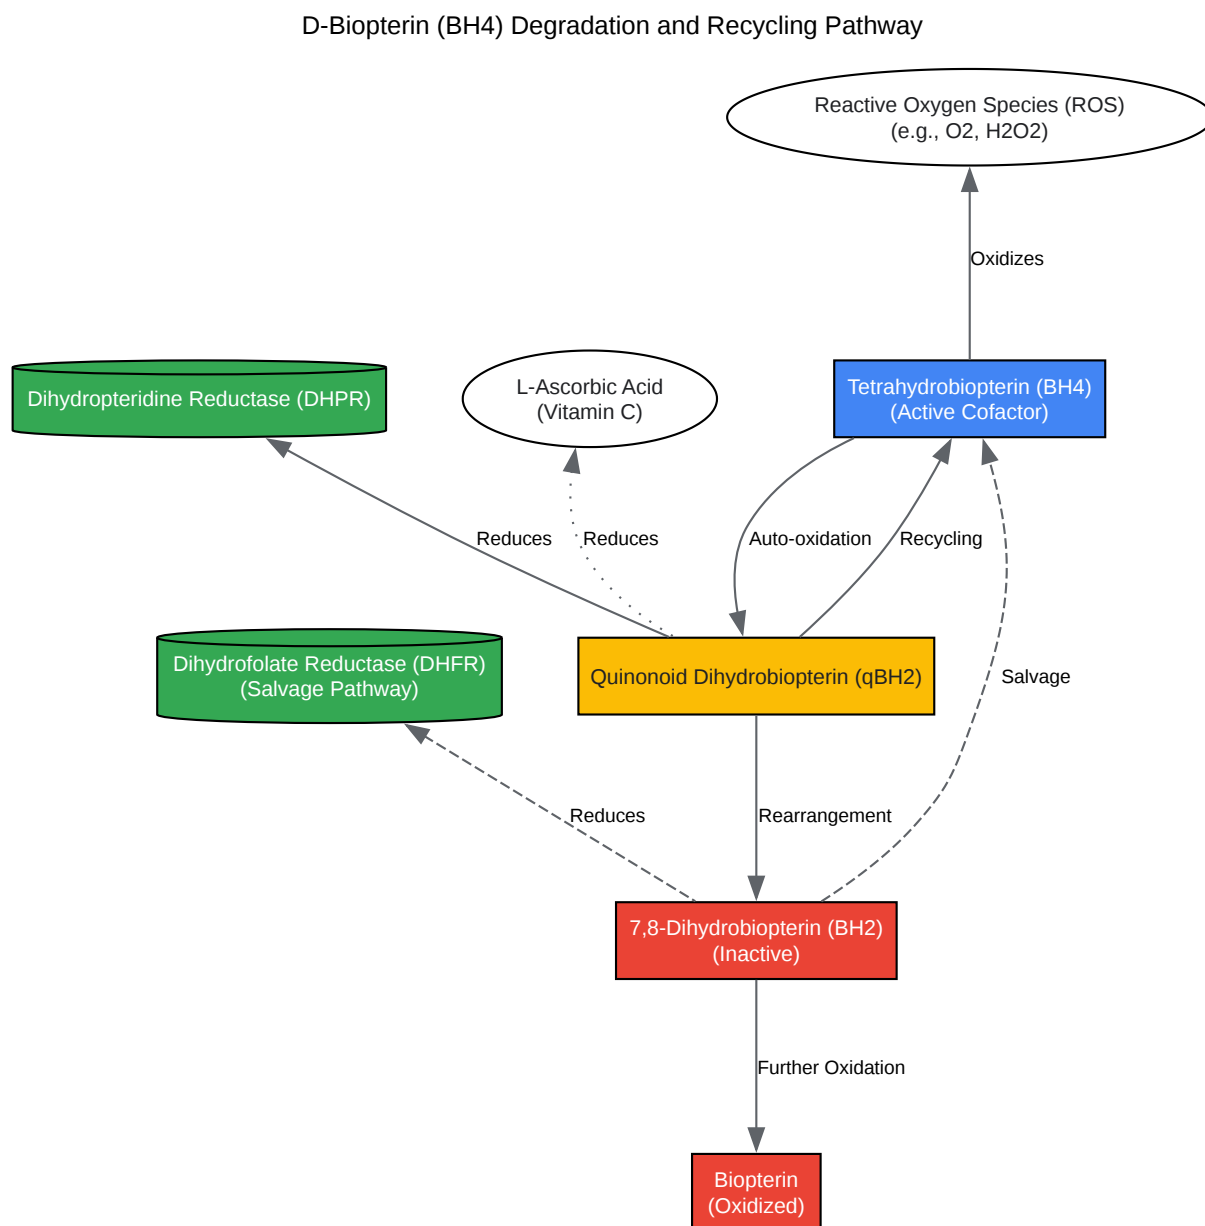 D-Biopterin (BH4) Degradation and Recycling Pathway
Reactive Oxygen Species (ROS)
(e.g., O2, H2O2)
Oxidizes
Dihydropteridine Reductase (DHPR)
L-Ascorbic Acid
(Vitamin C)
Tetrahydrobiopterin (BH4)
(Active Cofactor)
Reduces
Reduces
Auto-oxidation
Recycling
Dihydrofolate Reductase (DHFR)
(Salvage Pathway)
Quinonoid Dihydrobiopterin (qBH2)
Salvage
Reduces
Rearrangement
7,8-Dihydrobiopterin (BH2)
(Inactive)
Further Oxidation
Biopterin
(Oxidized)